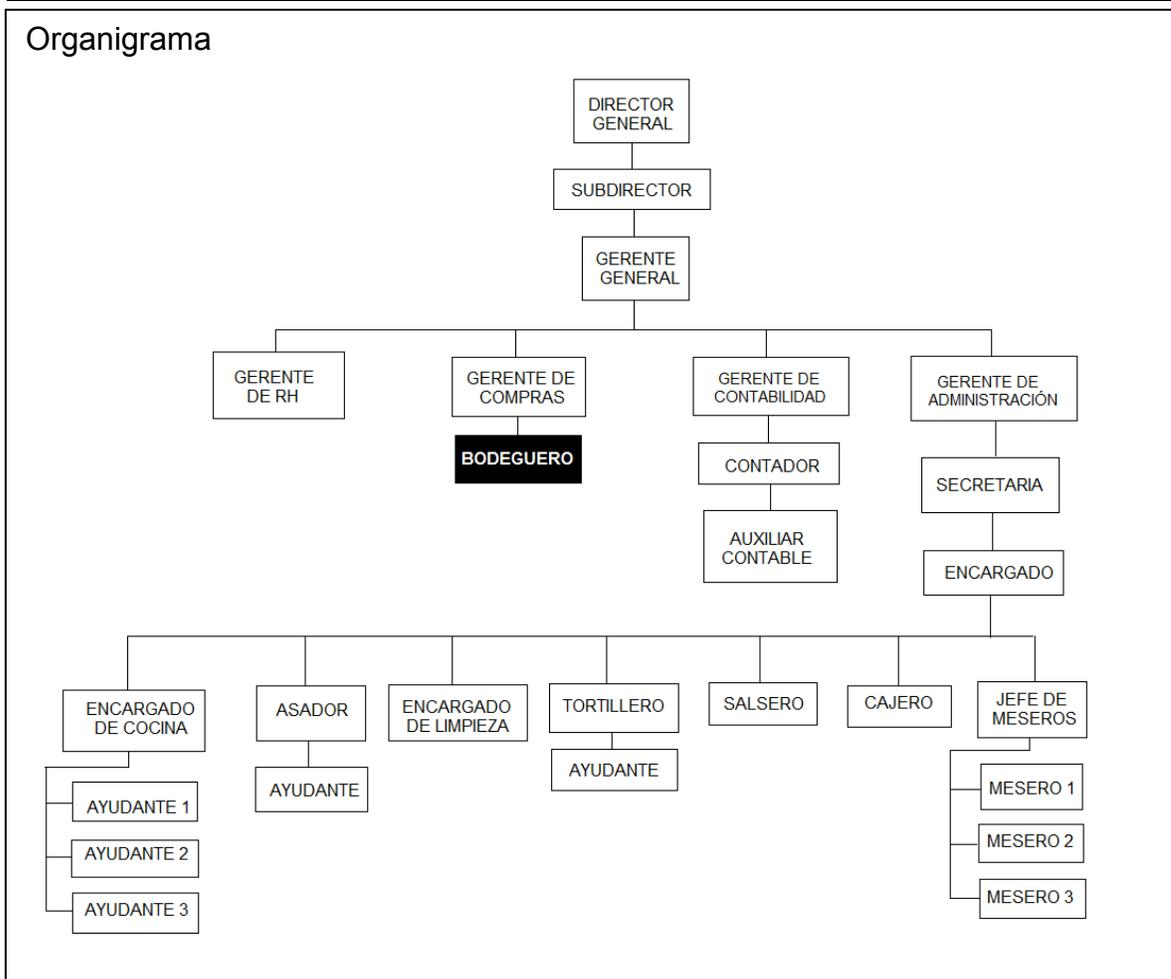 Organigrama
DIRECTOR
GENERAL
SUBDIRECTOR
GERENTE
GENERAL
GERENTE
DE RH
GERENTE DE
COMPRAS
GERENTE DE
CONTABILIDAD
GERENTE DE
ADMINISTRACIÓN
BODEGUERO
CONTADOR
SECRETARIA
AUXILIAR
CONTABLE
ENCARGADO
ENCARGADO
DE COCINA
ASADOR
ENCARGADO
DE LIMPIEZA
TORTILLERO
SALSERO
CAJERO
JEFE DE
MESEROS
AYUDANTE 1
AYUDANTE 2
AYUDANTE 3
AYUDANTE
AYUDANTE
MESERO 1
MESERO 2
MESERO 3